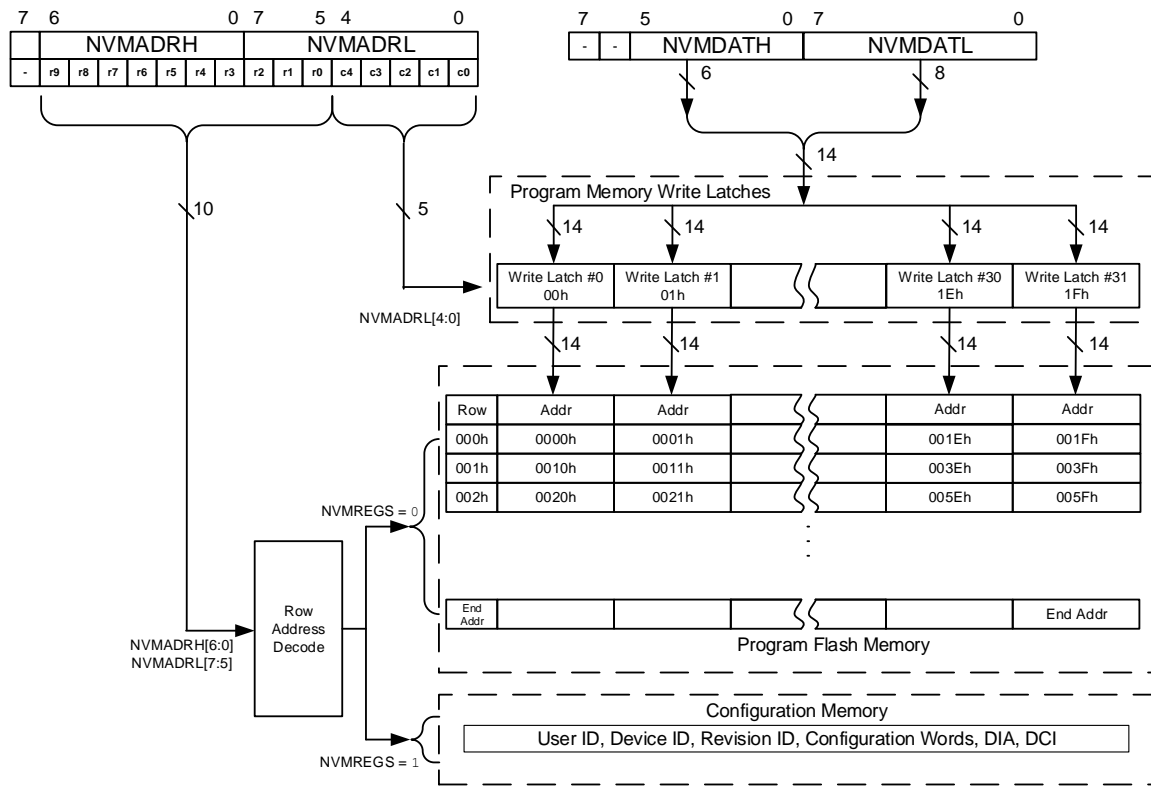 7 6 0 7 5 4 0
NVMADRH NVMADRL
- r9 r8 r7 r6 r5 r4 r3 r2 r1 r0 c4 c3 c2 c1 c0
7 5 0 7 0
- - NVMDATH NVMDATL
6 8
14
10 5
Program Memory Write Latches
14 14 14 14
Write Latch #0 Write Latch #1 Write Latch #30 Write Latch #31
00h 01h 1Eh 1Fh
NVMADRL[4:0]
14 14 14 14
Row Addr Addr Addr Addr
000h 0000h 0001h 001Eh 001Fh
001h 0010h 0011h 003Eh 003Fh
002h 0020h 0021h 005Eh 005Fh
NVMREGS = 0
End
Addr
End Addr
Program Flash Memory
Row
Address
Decode
NVMADRH[6:0]
NVMADRL[7:5]
Configuration Memory
User ID, Device ID, Revision ID, Configuration Words, DIA, DCI
NVMREGS = 1